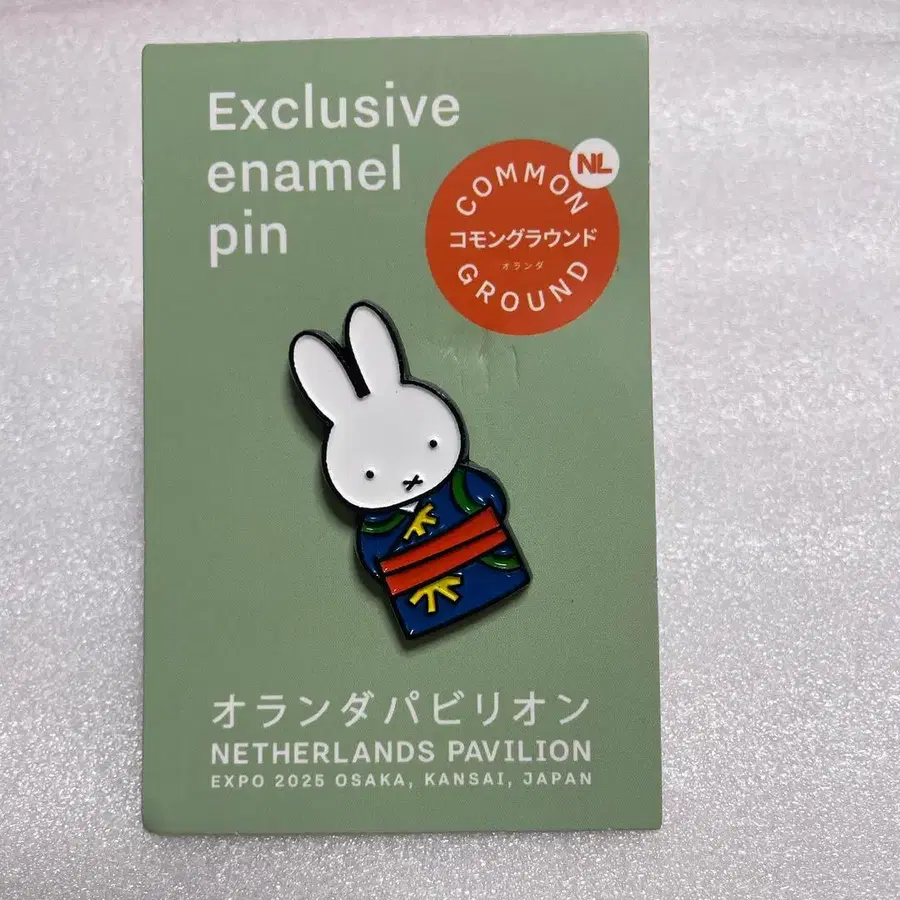 Exclusive
enamel
pin
NL
COMMON
コモングラウンド
オランダ
GROUND
オランダパビリオン
NETHERLANDS PAVILION
EXPO 2025 OSAKA, KANSAI, JAPAN